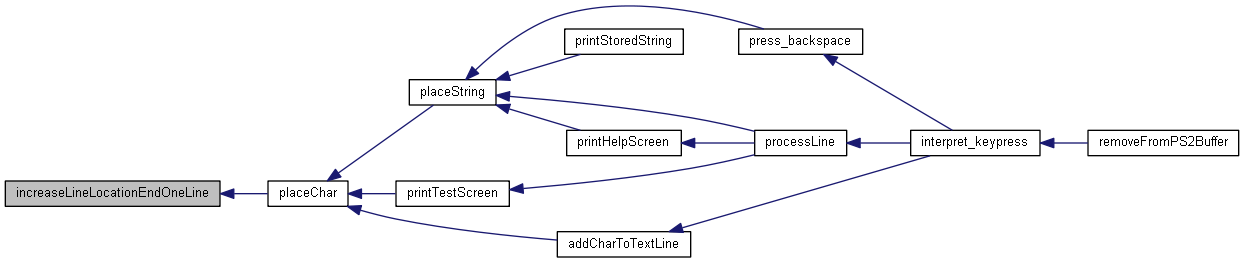 printStoredString
press_backspace
placeString
printHelpScreen
processLine
interpret_keypress
removeFromPS2Buffer
increaseLineLocationEndOneLine
placeChar
printTestScreen
addCharToTextLine